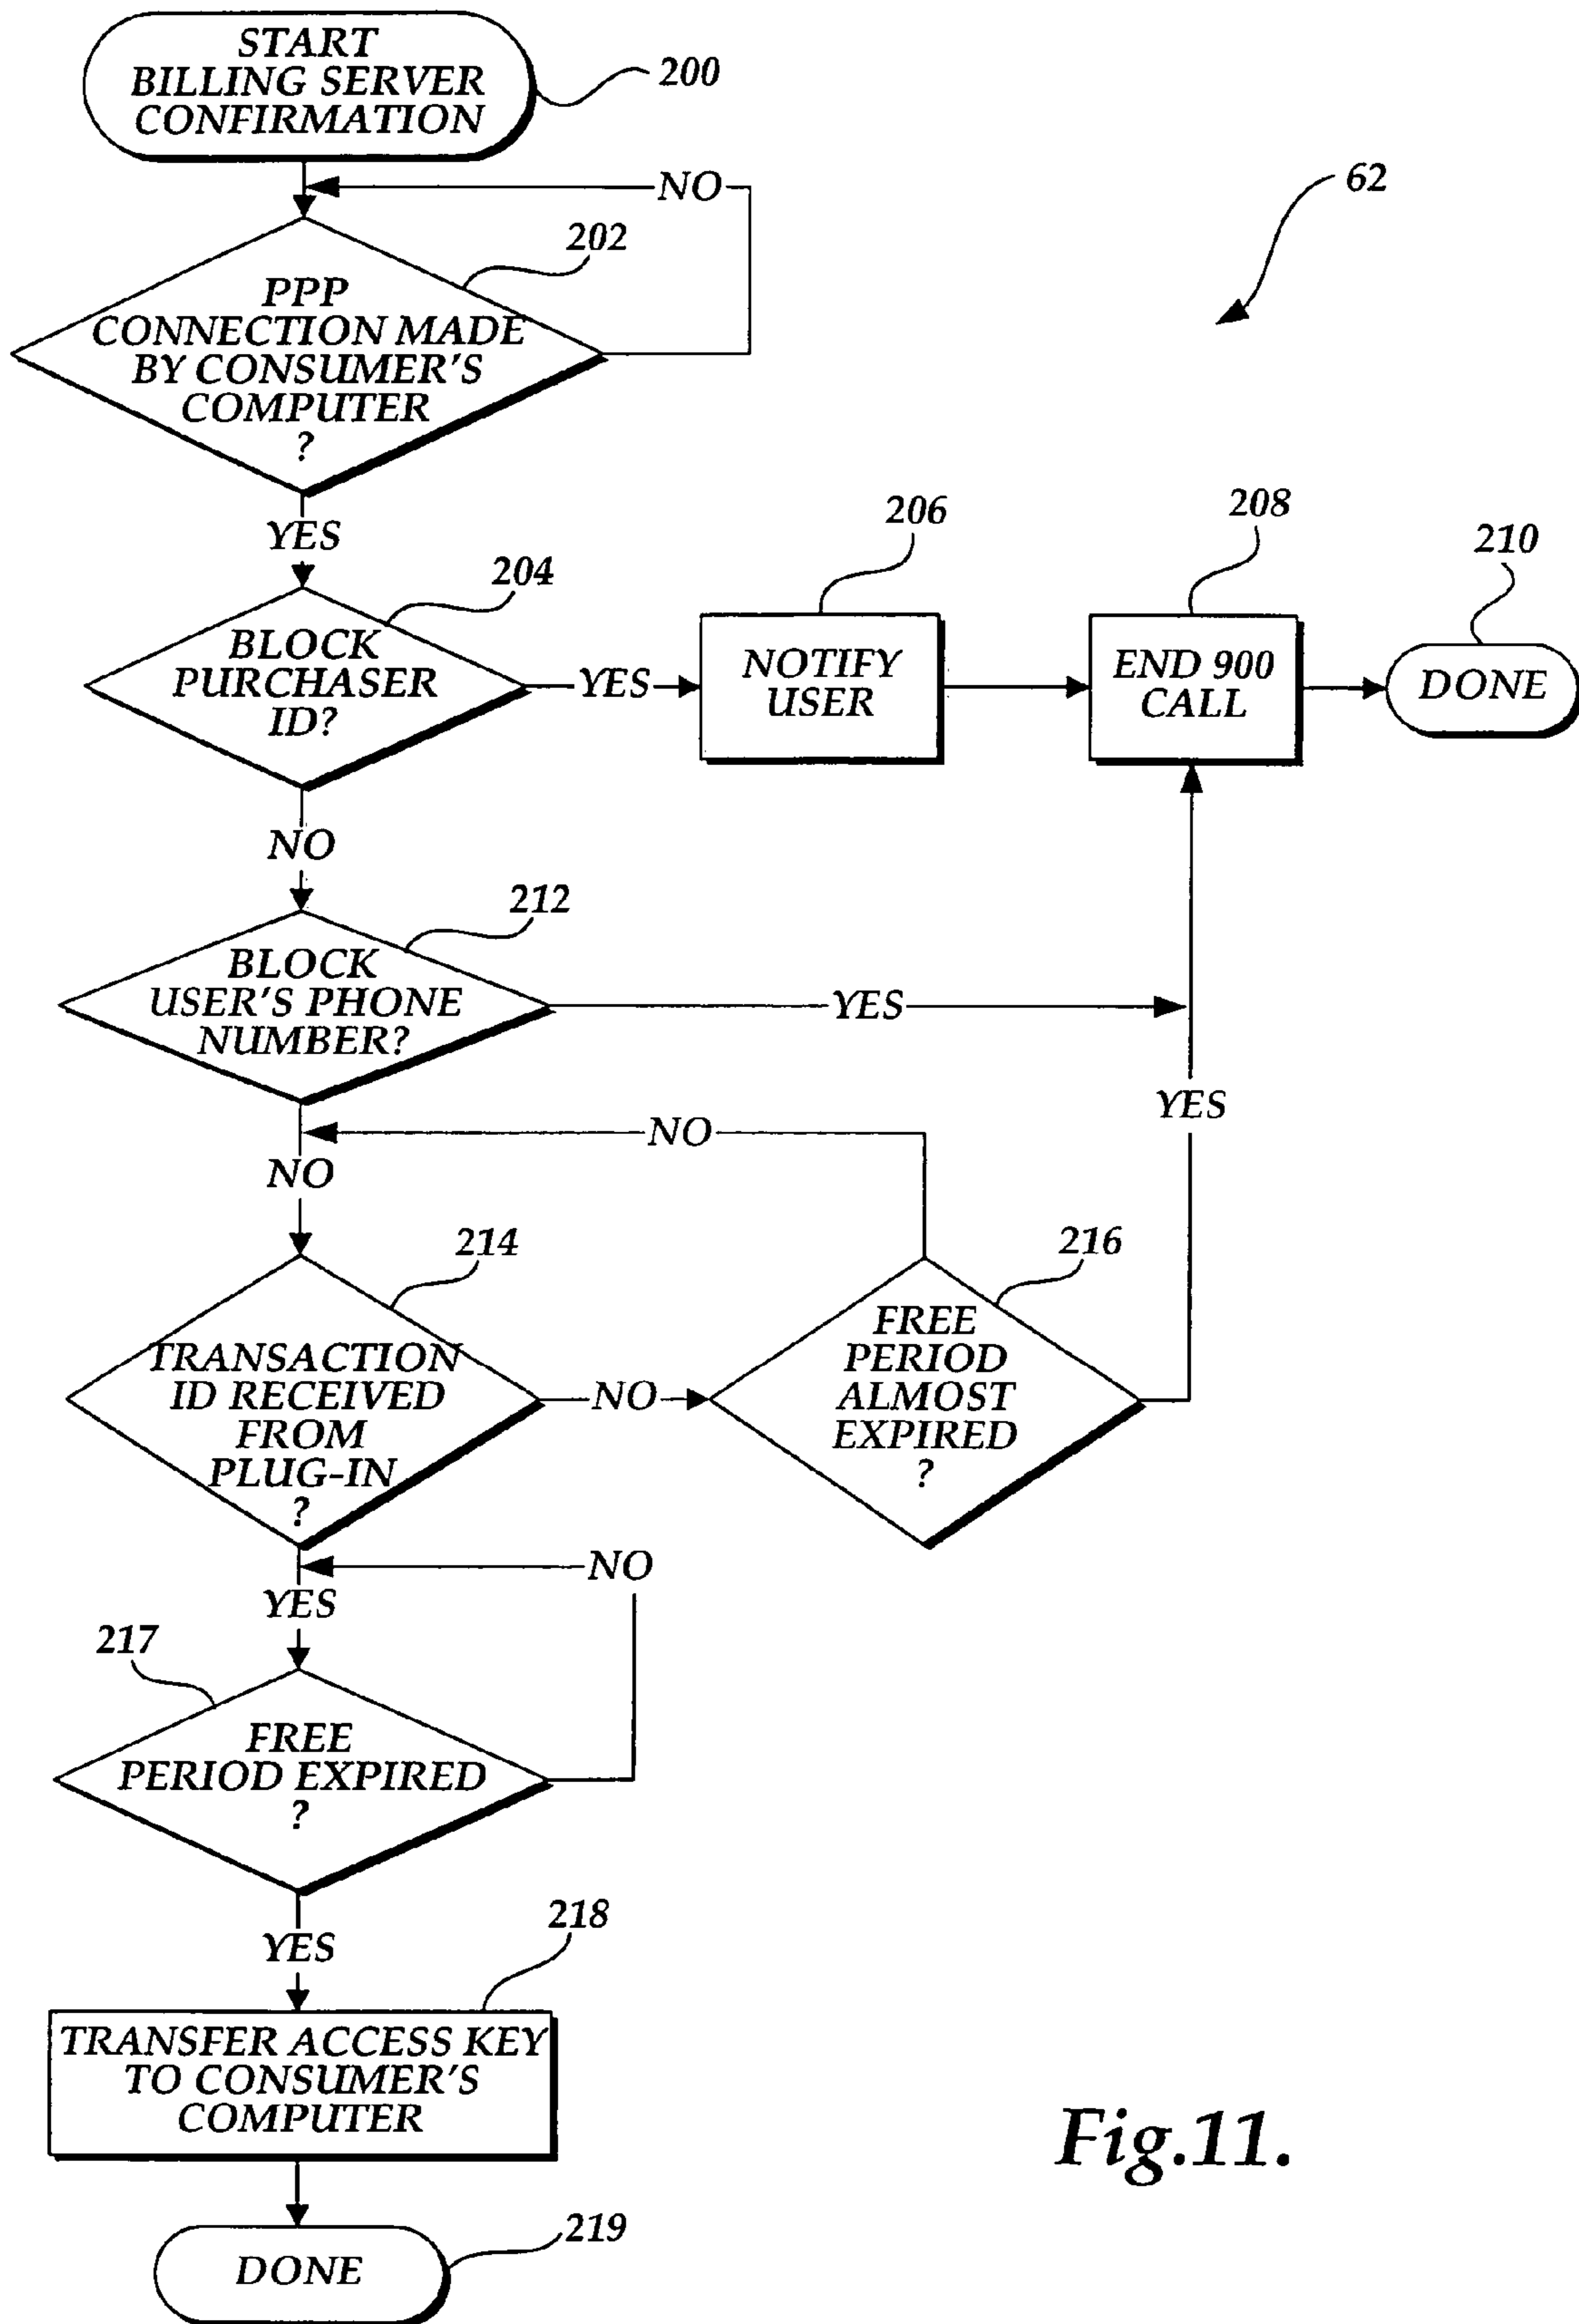 START
BILLING SERVER
CONFIRMATION
200
NO
62
202
PPP
CONNECTION MADE
BY CONSUMER'S
COMPUTER
?
YES
204
BLOCK
PURCHASER
ID?
YES
206
NOTIFY
USER
208
END 900
CALL
210
DONE
NO
212
BLOCK
USER'S PHONE
NUMBER?
YES
YES
NO
NO
214
TRANSACTION
ID RECEIVED
FROM
PLUG-IN
?
NO
216
FREE
PERIOD
ALMOST
EXPIRED
?
NO
YES
217
FREE
PERIOD EXPIRED
?
YES
218
TRANSFER ACCESS KEY
TO CONSUMER'S
COMPUTER
219
DONE
Fig.11.